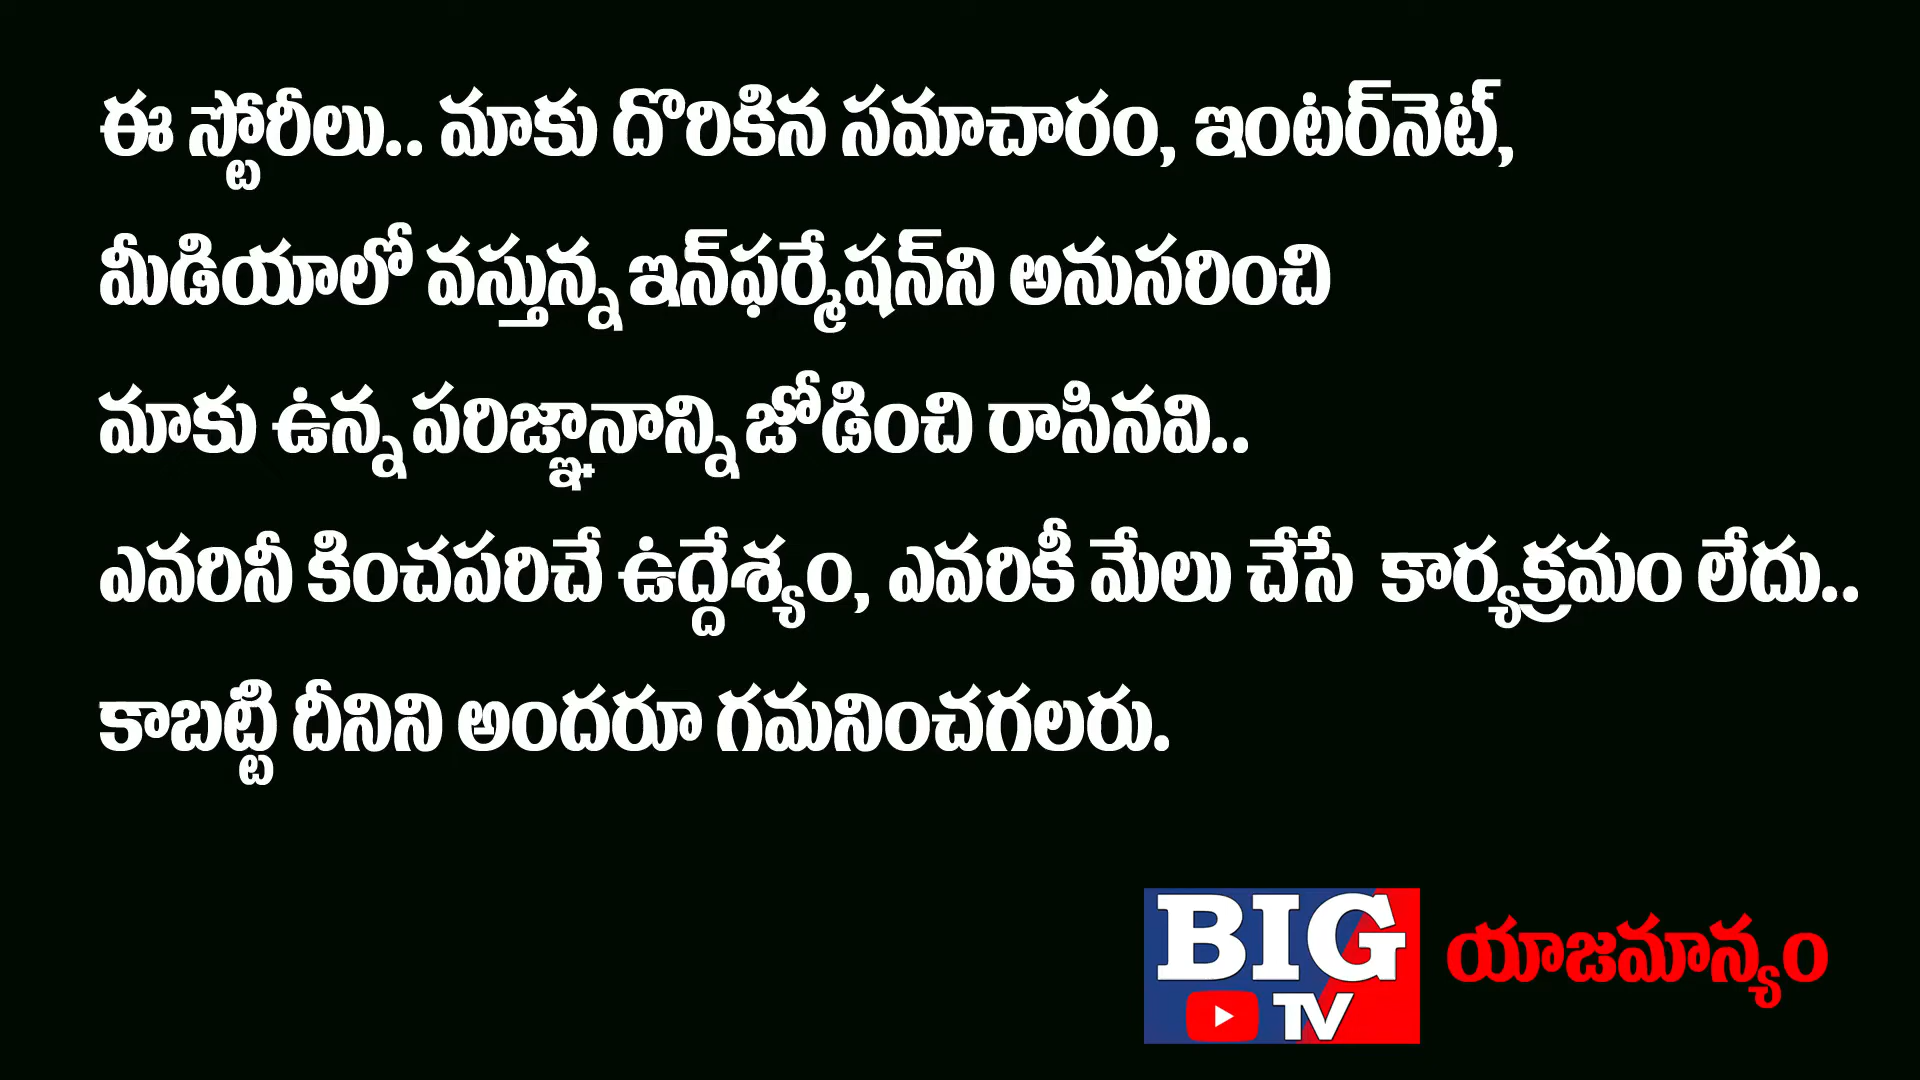 ఈ స్టోరీలు.. మాకు దొరికిన సమాచారం, ఇంటర్‌నెట్,
మీడియాలో వస్తున్న ఇన్‌ఫర్మేషన్‌ని అనుసరించి
మాకు ఉన్న పరిజ్ఞానాన్ని జోడించి రాసినవి..
ఎవరినీ కించపరిచే ఉద్దేశ్యం, ఎవరికీ మేలు చేసే కార్యక్రమం లేదు..
కాబట్టి దీనిని అందరూ గమనించగలరు.
BIG TV యాజమాన్యం